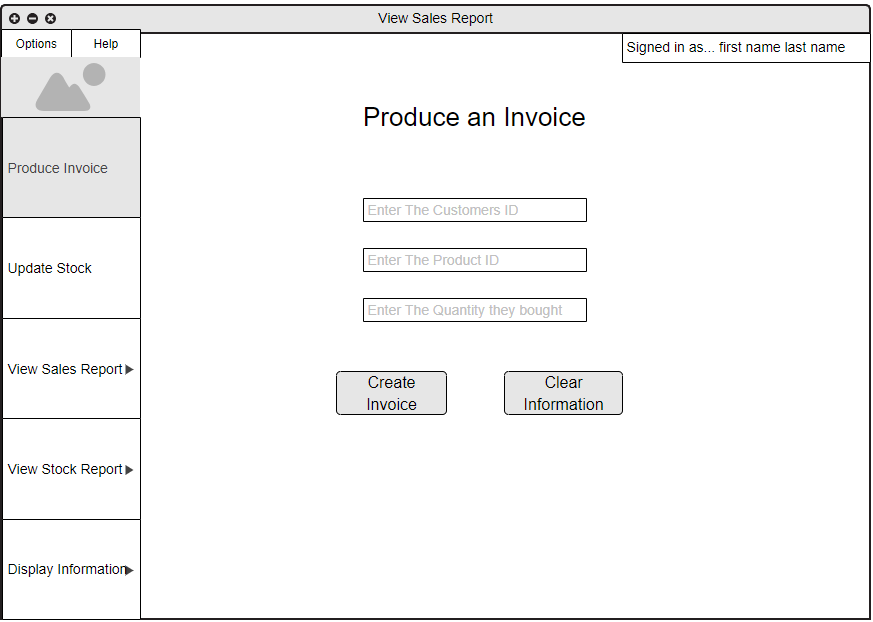 View Sales Report
Options
Help
Signed in as... first name last name
Produce an Invoice
Produce Invoice
Update Stock
View Sales Report
View Stock Report
Display Information
Enter The Customers ID
Enter The Product ID
Enter The Quantity they bought
Create
Invoice
Clear
Information